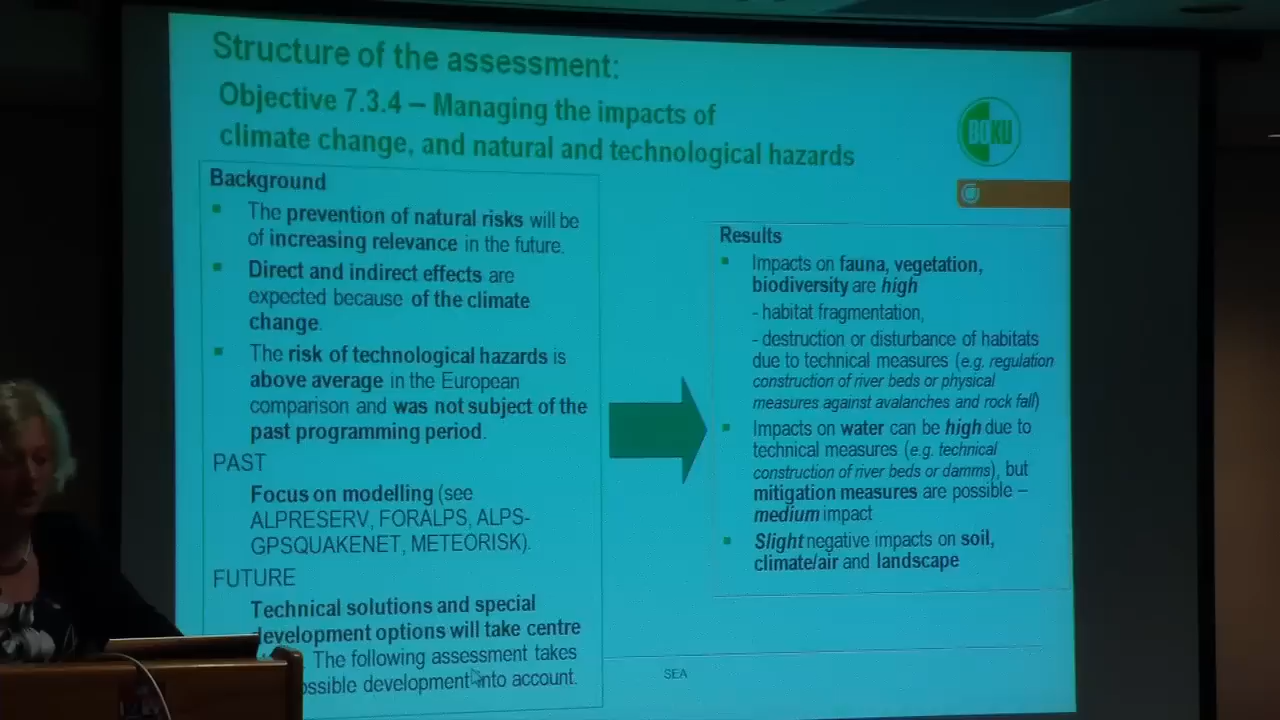 Structure of the assessment:
Objective 7.3.4 – Managing the impacts of
climate change, and natural and technological hazards
BOKU
Background
The prevention of natural risks will be
of increasing relevance in the future.
Direct and indirect effects are
expected because of the climate
change.
The risk of technological hazards is
above average in the European
comparison and was not subject of the
past programming period.
PAST
Focus on modelling (see
ALPRESERV, FORALPS, ALPS-
GPSQUAKENET, METEORISK).
FUTURE
Technical solutions and special
development options will take centre
The following assessment takes
development into account.
Results
Impacts on fauna, vegetation,
biodiversity are high
- habitat fragmentation,
- destruction or disturbance of habitats
due to technical measures (e.g. regulation
construction of river beds or physical
measures against avalanches and rock fall)
Impacts on water can be high due to
technical measures (e.g. technical
construction of river beds or damms), but
mitigation measures are possible –
medium impact
Slight negative impacts on soil,
climate/air and landscape
SEA